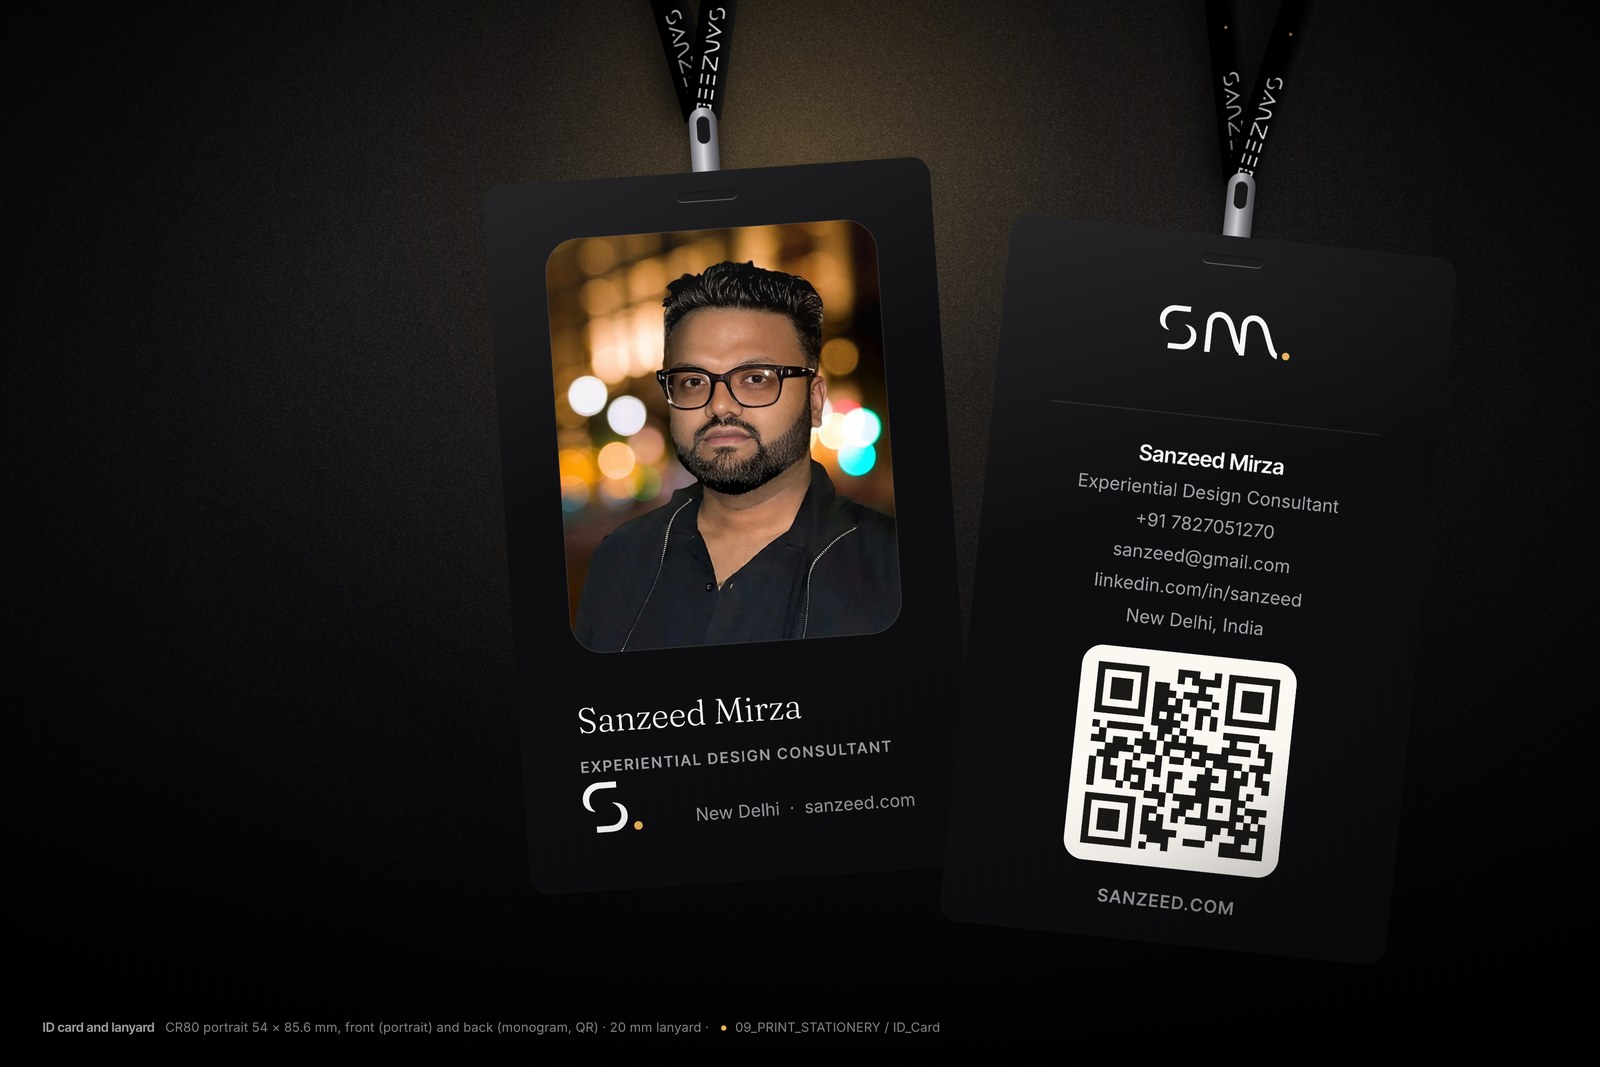 SANZEED
SANZEED
Sanzeed Mirza
EXPERIENTIAL DESIGN CONSULTANT
S.
New Delhi · sanzeed.com
sm.
Sanzeed Mirza
Experiential Design Consultant
+91 7827051270
sanzeed@gmail.com
linkedin.com/in/sanzeed
New Delhi, India
SANZEED.COM
ID card and lanyard CR80 portrait 54 × 85.6 mm, front (portrait) and back (monogram, QR) · 20 mm lanyard · • 09_PRINT_STATIONERY / ID_Card